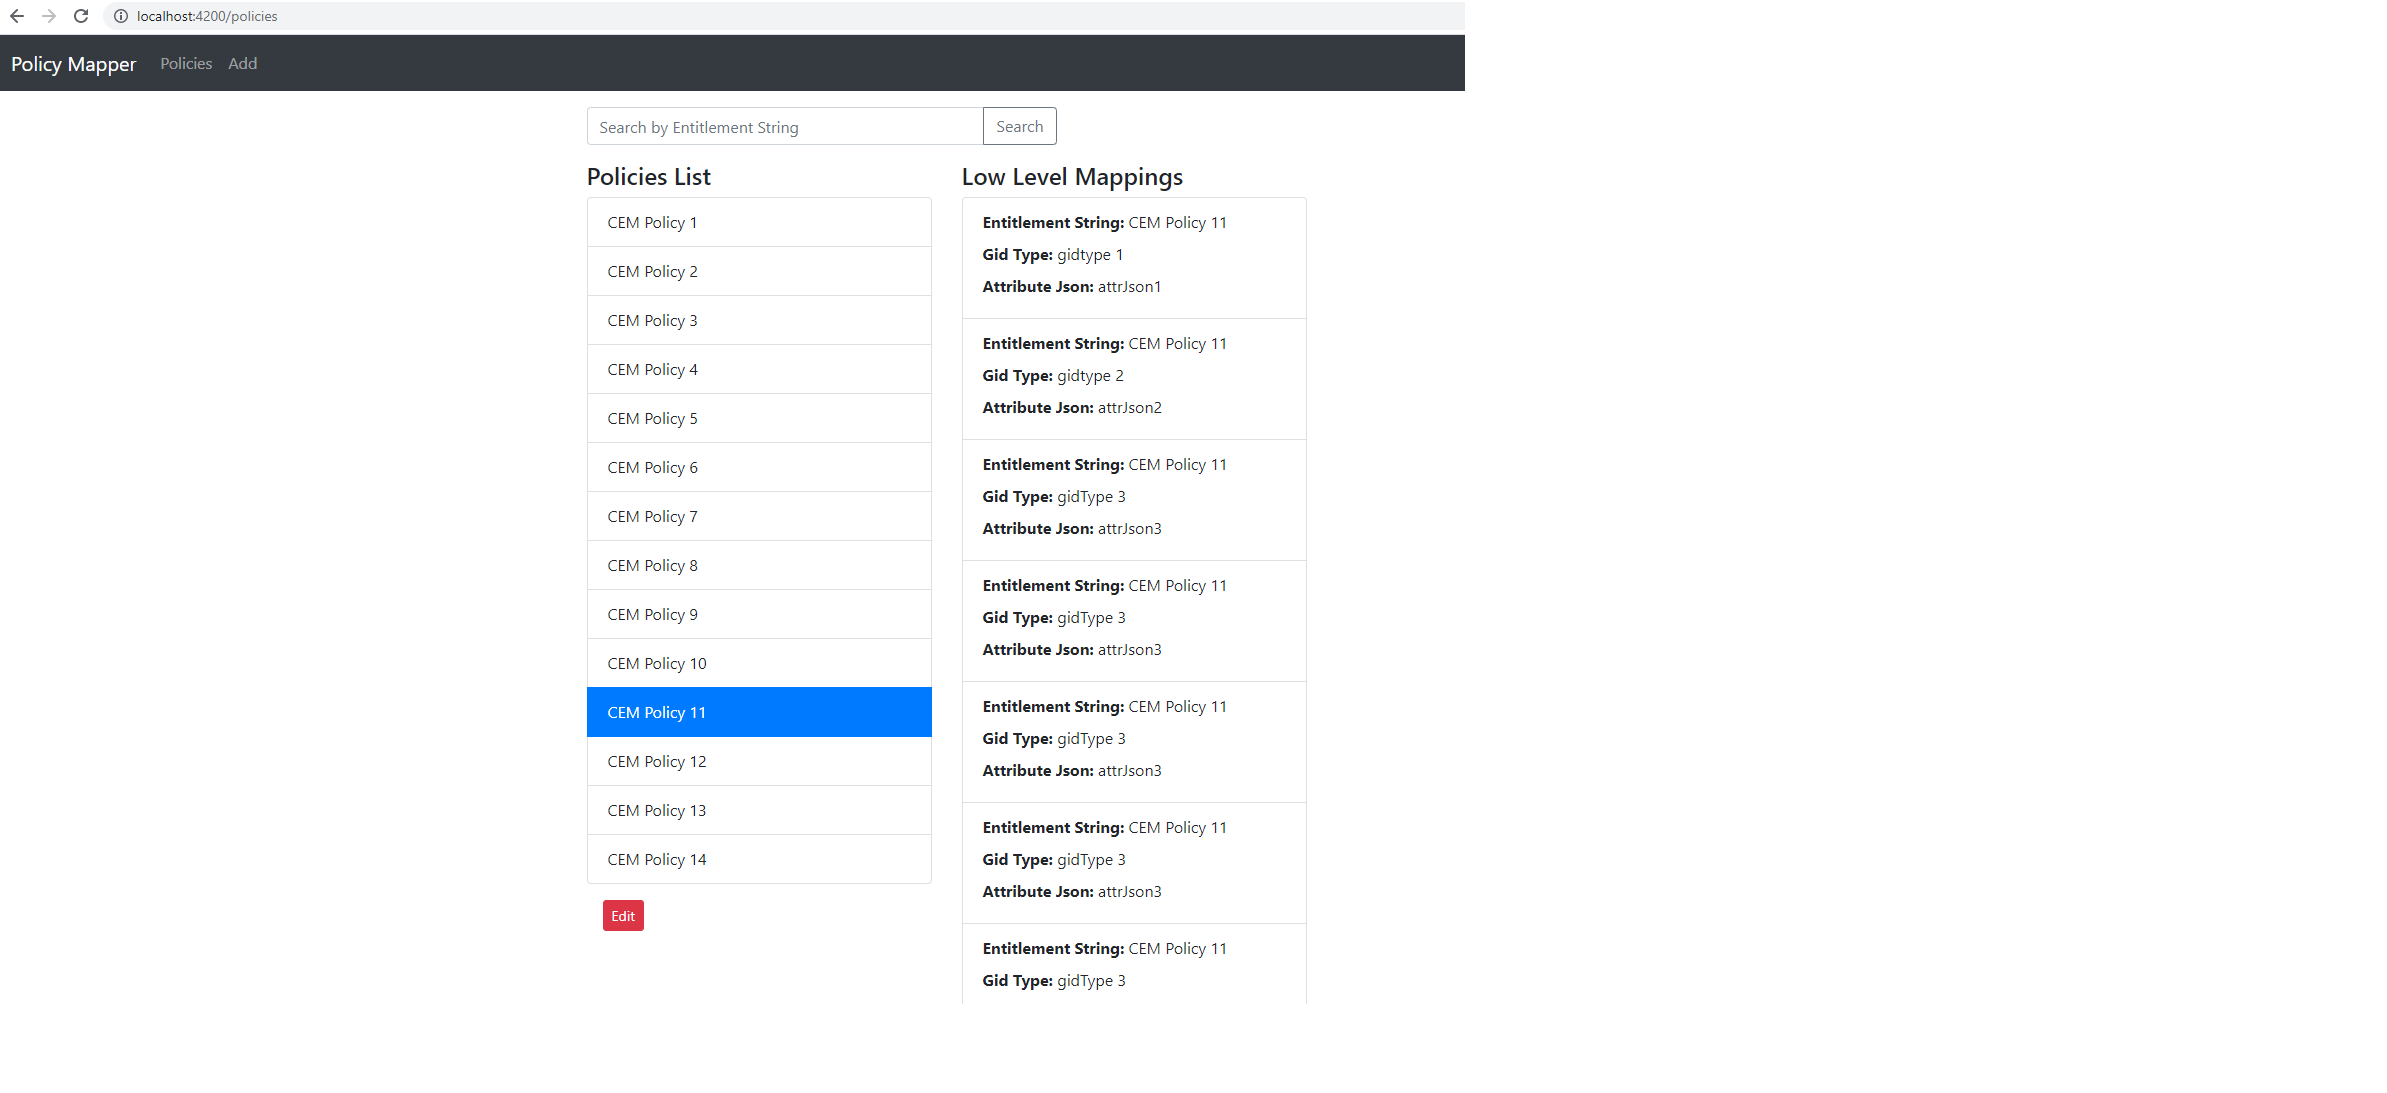 localhost:4200/policies
Policy Mapper Policies Add
Search by Entitlement String Search
Policies List
CEM Policy 1
CEM Policy 2
CEM Policy 3
CEM Policy 4
CEM Policy 5
CEM Policy 6
CEM Policy 7
CEM Policy 8
CEM Policy 9
CEM Policy 10
CEM Policy 11
CEM Policy 12
CEM Policy 13
CEM Policy 14
Edit
Low Level Mappings
Entitlement String: CEM Policy 11
Gid Type: gidtype 1
Attribute Json: attrJson1
Entitlement String: CEM Policy 11
Gid Type: gidtype 2
Attribute Json: attrJson2
Entitlement String: CEM Policy 11
Gid Type: gidType 3
Attribute Json: attrJson3
Entitlement String: CEM Policy 11
Gid Type: gidType 3
Attribute Json: attrJson3
Entitlement String: CEM Policy 11
Gid Type: gidType 3
Attribute Json: attrJson3
Entitlement String: CEM Policy 11
Gid Type: gidType 3
Attribute Json: attrJson3
Entitlement String: CEM Policy 11
Gid Type: gidType 3